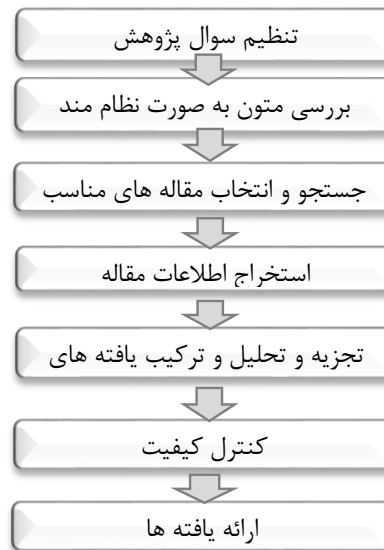 تنظیم سوال پژوهش
بررسی متون به صورت نظام مند
جستجو و انتخاب مقاله های مناسب
استخراج اطلاعات مقاله
تجزیه و تحلیل و ترکیب یافته های
کنترل کیفیت
ارائه یافته ها